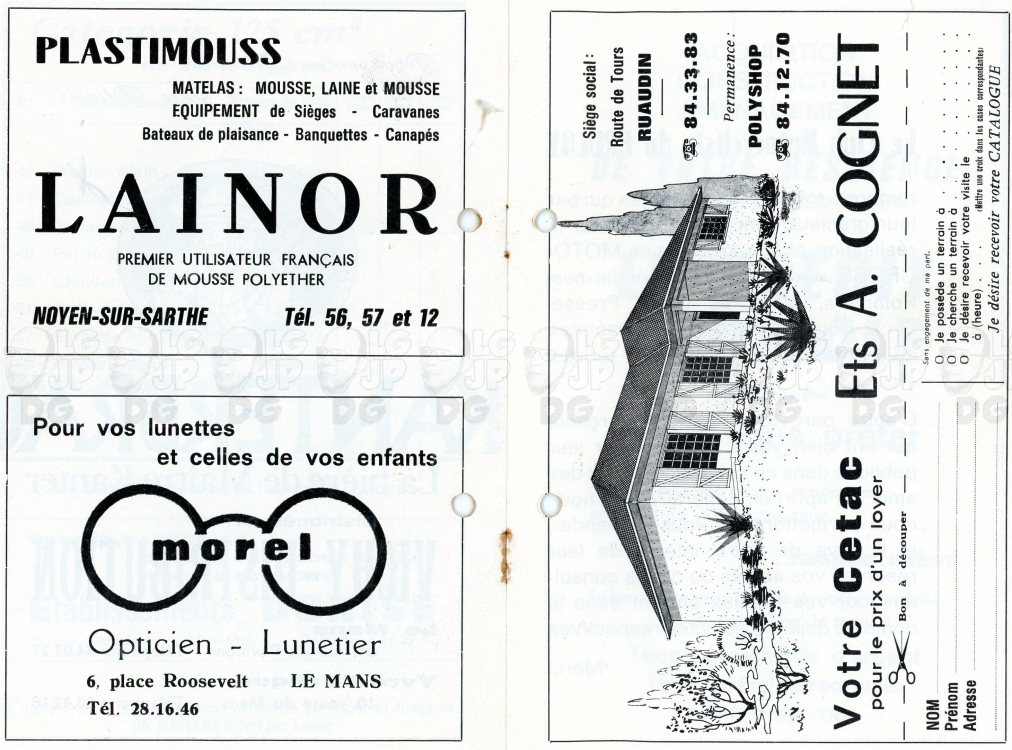 PLASTIMOUSS
MATELAS : MOUSSE, LAINE et MOUSSE
EQUIPEMENT de Sièges - Caravanes
Bateaux de plaisance - Banquettes - Canapés
LAINOR
PREMIER UTILISATEUR FRANÇAIS
DE MOUSSE POLYETHER
NOYEN-SUR-SARTHE Tél. 56, 57 et 12
Pour vos lunettes
et celles de vos enfants
morel
Opticien - Lunetier
6, place Roosevelt LE MANS
Tél. 28.16.46
Siège social :
Route de Tours
RUAUDIN
☎ 84.33.83
Permanence :
POLYSHOP
☎ 84.12.70
Votre cetac Ets A. COGNET
pour le prix d'un loyer
Bon à découper
NOM
Prénom
Adresse
Sans engagement de ma part,
O Je possède un terrain à
O Je cherche un terrain à
O Je désire recevoir votre visite le
à (heure)
(Mettre une croix dans les cases correspondantes)
Je désire recevoir votre CATALOGUE
LG
JP
DG